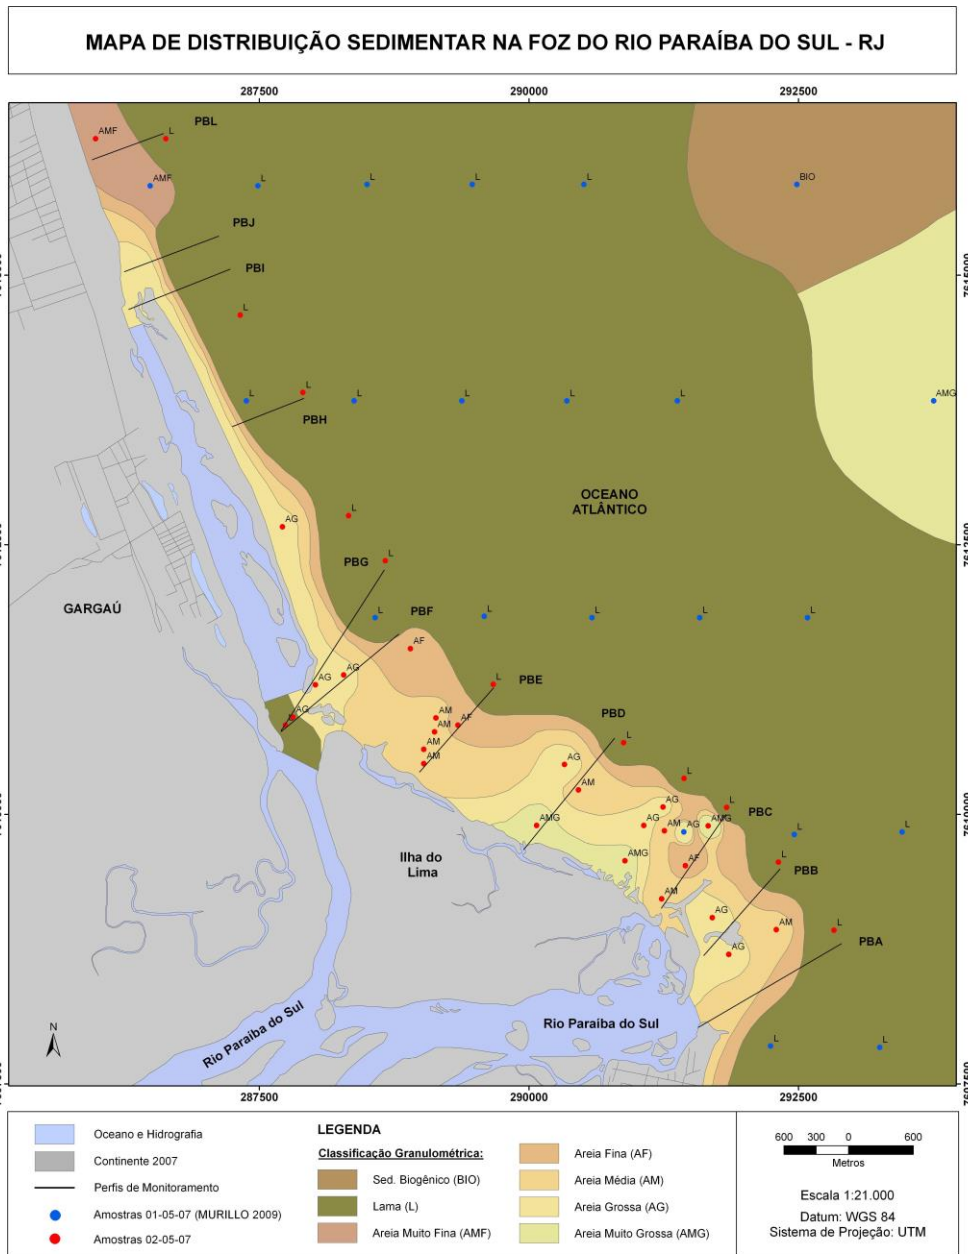 MAPA DE DISTRIBUIÇÃO SEDIMENTAR NA FOZ DO RIO PARAÍBA DO SUL - RJ
287500 290000 292500
AMF L PBL
AMF L L L L BIO
PBJ
PBI
7615000
L
L L L L L L AMG
PBH
OCEANO
ATLÂNTICO
AG L
PBG L
GARGAÚ
L L L L L
PBF
AF
AG AG L PBE
AG AM AF
AM
AM
AM
PBD L
AG AM L
AG L PBC
AMG AG AM AG AMG L L
Ilha do
Lima
AMG AF L PBB
AM
AG AM L
AG PBA
Rio Paraíba do Sul
Rio Paraíba do Sul
L L
N
287500 290000 292500
LEGENDA
Oceano e Hidrografia
Continente 2007
Perfis de Monitoramento
Amostras 01-05-07 (MURILLO 2009)
Amostras 02-05-07
Classificação Granulométrica:
Sed. Biogênico (BIO)
Lama (L)
Areia Muito Fina (AMF)
Areia Fina (AF)
Areia Média (AM)
Areia Grossa (AG)
Areia Muito Grossa (AMG)
600 300 0 600
Metros
Escala 1:21.000
Datum: WGS 84
Sistema de Projeção: UTM